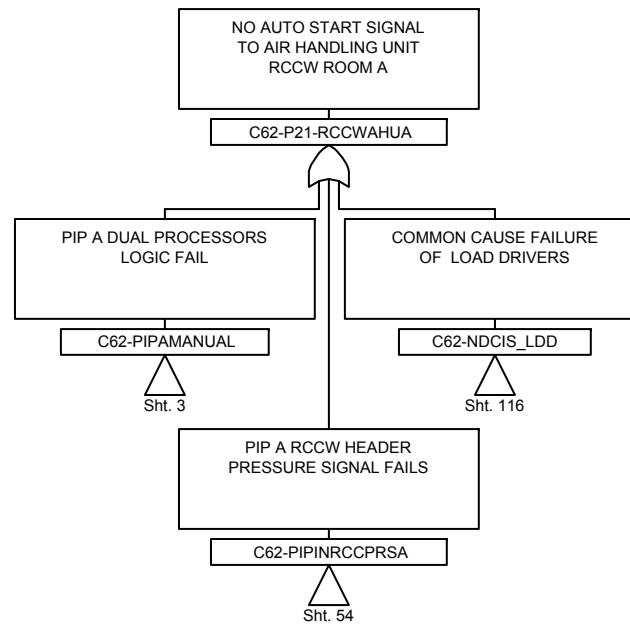 NO AUTO START SIGNAL
TO AIR HANDLING UNIT
RCCW ROOM A
C62-P21-RCCWAHUA
PIP A DUAL PROCESSORS
LOGIC FAIL
C62-PIPAMANUAL
Sht. 3
COMMON CAUSE FAILURE
OF LOAD DRIVERS
C62-NDCIS_LDD
Sht. 116
PIP A RCCW HEADER
PRESSURE SIGNAL FAILS
C62-PIPINRCCPRSA
Sht. 54